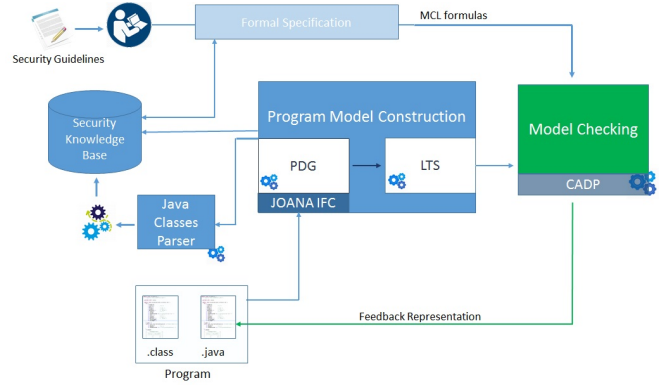 Formal Specification
MCL formulas
Security Guidelines
Security
Knowledge
Base
Program Model Construction
Model Checking
PDG
LTS
CADP
JOANA IFC
Java
Classes
Parser
Feedback Representation
.class
.java
Program